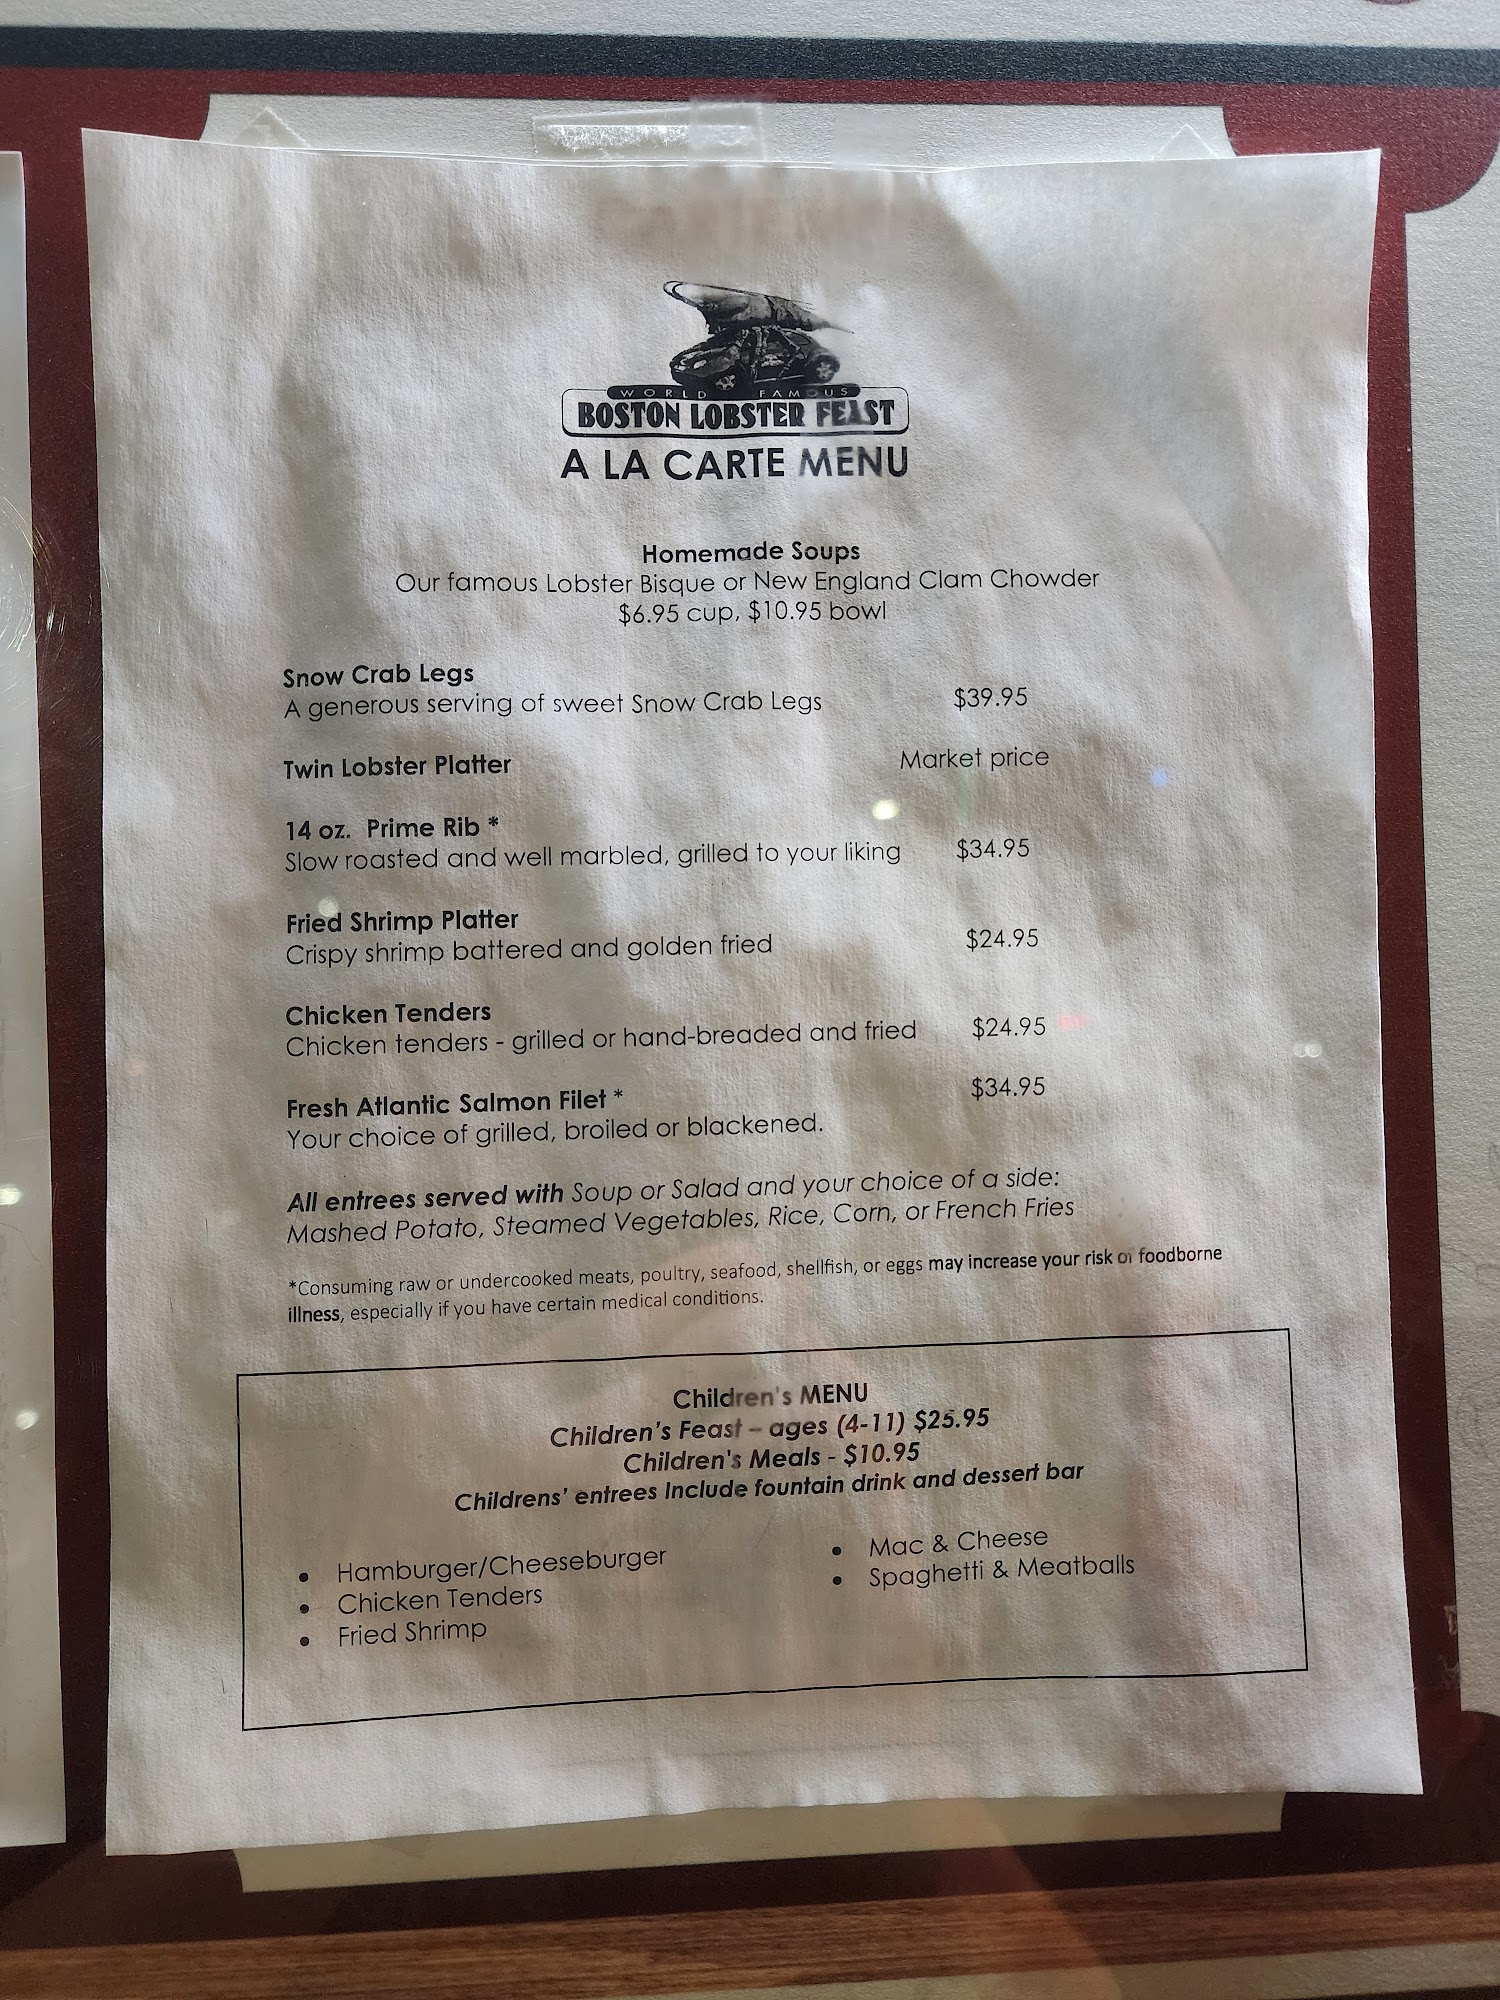 WORLD FAMOUS
BOSTON LOBSTER FEAST
A LA CARTE MENU
Homemade Soups
Our famous Lobster Bisque or New England Clam Chowder
$6.95 cup, $10.95 bowl
Snow Crab Legs
A generous serving of sweet Snow Crab Legs $39.95
Twin Lobster Platter Market price
14 oz. Prime Rib *
Slow roasted and well marbled, grilled to your liking $34.95
Fried Shrimp Platter
Crispy shrimp battered and golden fried $24.95
Chicken Tenders
Chicken tenders - grilled or hand-breaded and fried $24.95
Fresh Atlantic Salmon Filet * $34.95
Your choice of grilled, broiled or blackened.
All entrees served with Soup or Salad and your choice of a side:
Mashed Potato, Steamed Vegetables, Rice, Corn, or French Fries
*Consuming raw or undercooked meats, poultry, seafood, shellfish, or eggs may increase your risk of foodborne
illness, especially if you have certain medical conditions.
Children's MENU
Children's Feast – ages (4-11) $25.95
Children's Meals - $10.95
Childrens' entrees Include fountain drink and dessert bar
• Hamburger/Cheeseburger
• Chicken Tenders
• Fried Shrimp
• Mac & Cheese
• Spaghetti & Meatballs